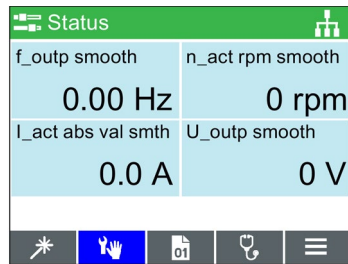 Status
f_outp smooth
0.00 Hz
n_act rpm smooth
0 rpm
I_act abs val smth
0.0 A
U_outp smooth
0 V
01